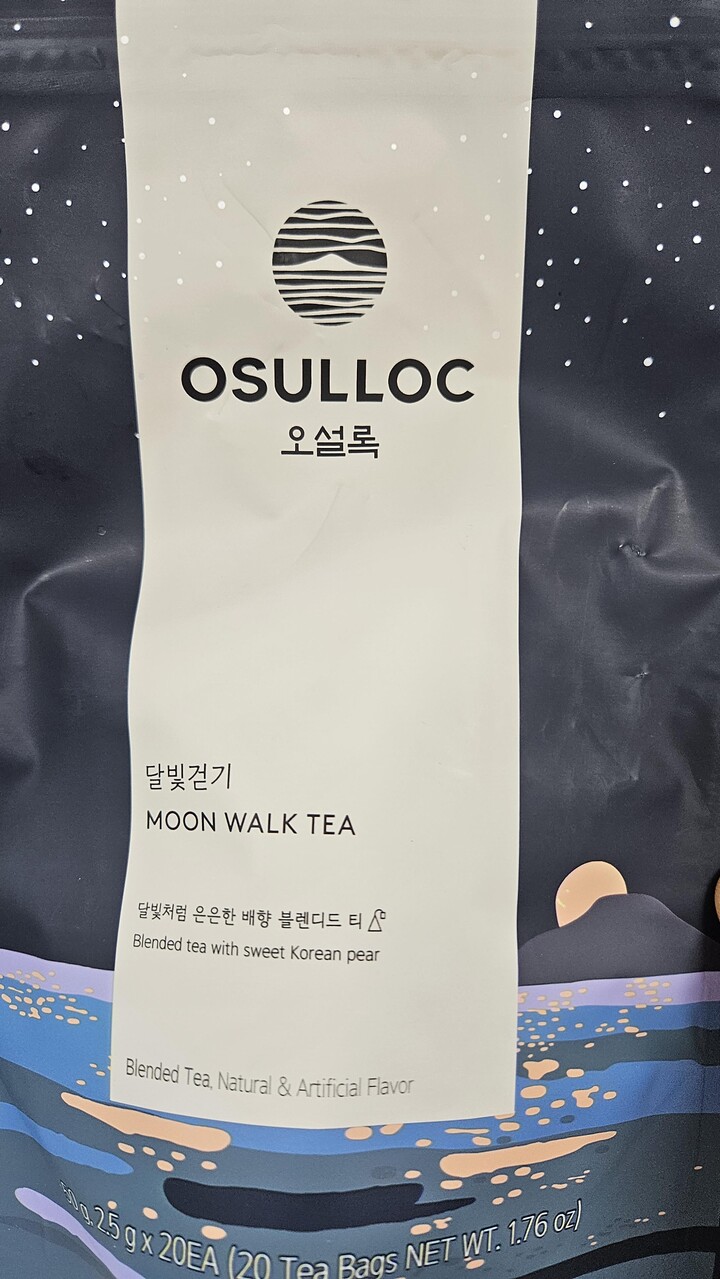 OSULLOC
오설록
달빛걷기
MOON WALK TEA
달빛처럼 은은한 배향 블렌디드 티
Blended tea with sweet Korean pear
Blended Tea, Natural & Artificial Flavor
50 g, 2.5 g x 20EA (20 Tea Bags NET WT. 1.76 oz)